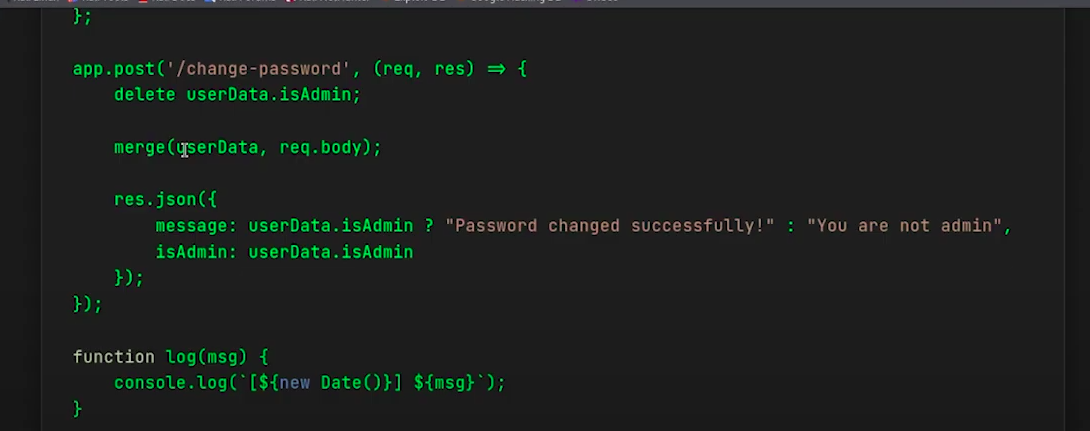 };
app.post('/change-password', (req, res) => {
delete userData.isAdmin;
merge(userData, req.body);
res.json({
message: userData.isAdmin ? "Password changed successfully!" : "You are not admin",
isAdmin: userData.isAdmin
});
});
function log(msg) {
console.log(`[${new Date()}] ${msg}`);
}